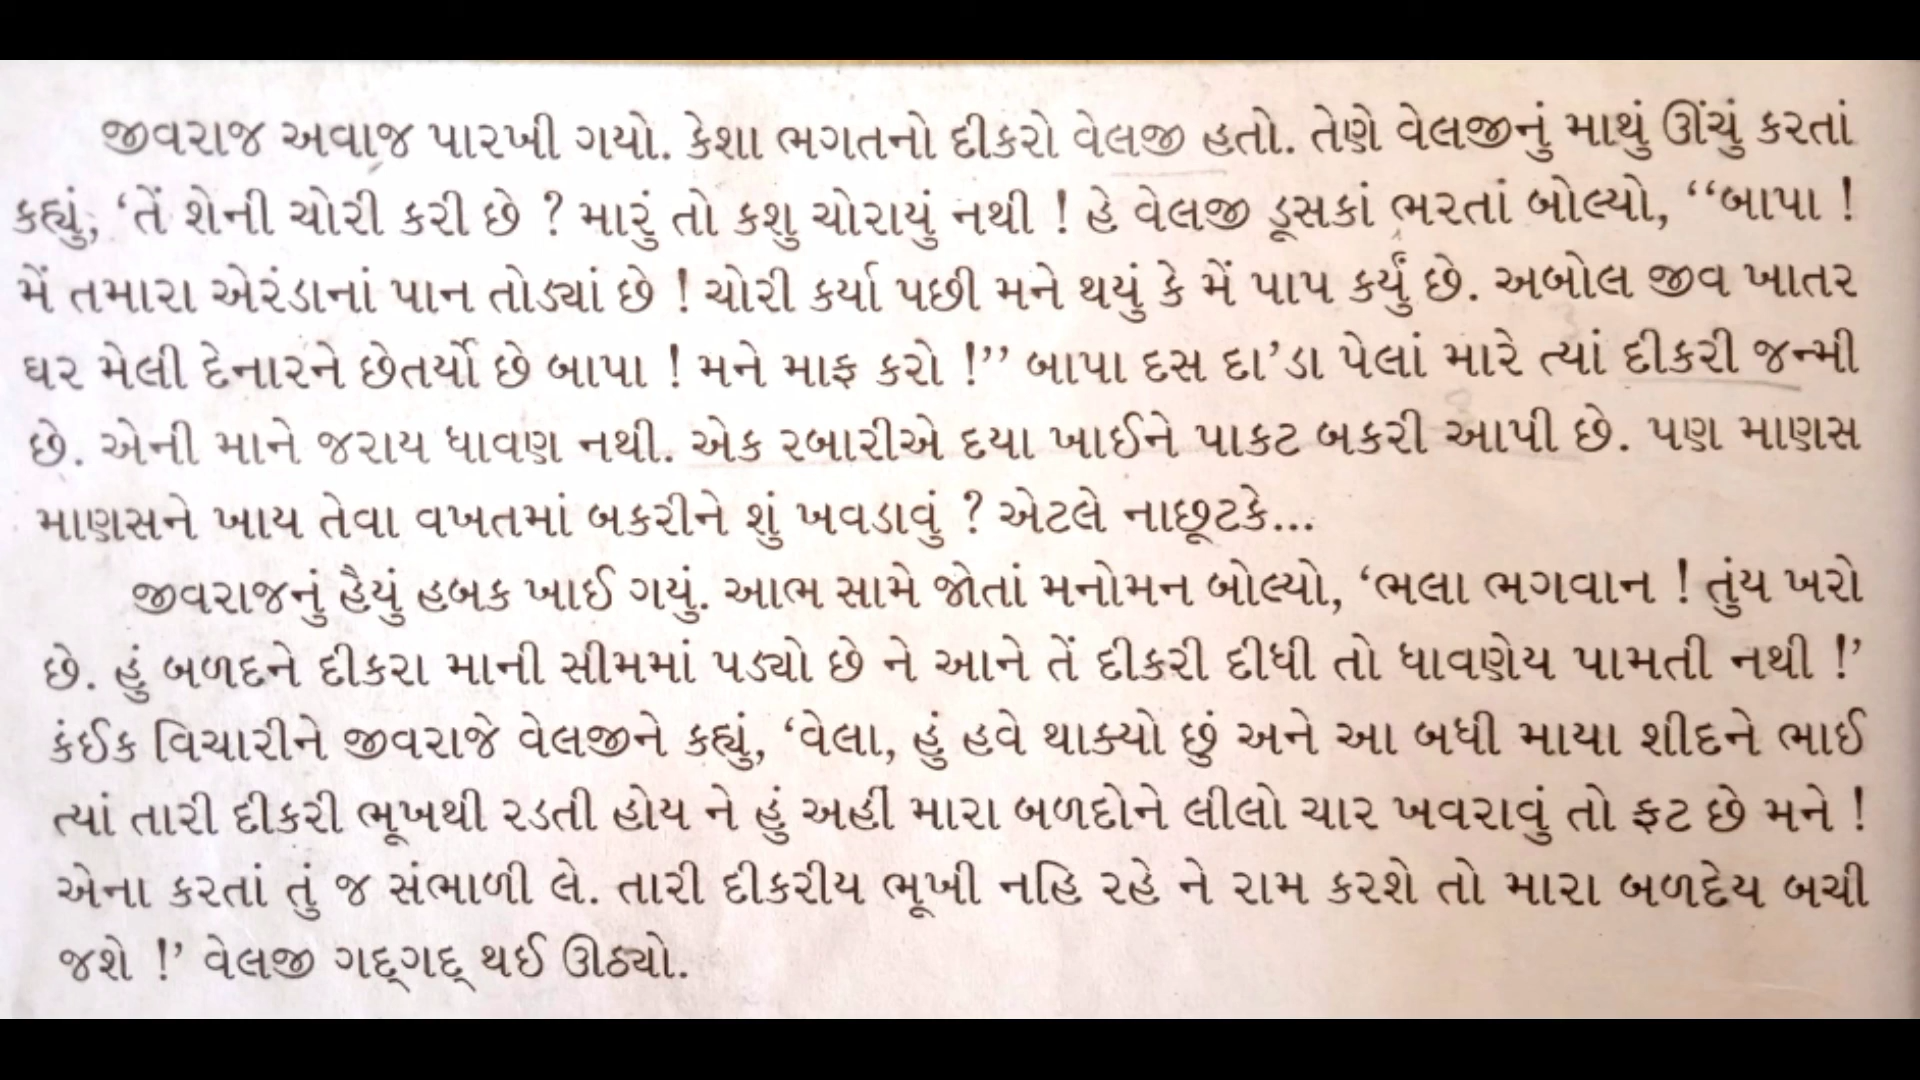 જીવરાજ અવાજ પારખી ગયો. કેશા ભગતનો દીકરો વેલજી હતો. તેણે વેલજીનું માથું ઊંચું કરતાં
કહ્યું, ‘તેં શેની ચોરી કરી છે ? મારું તો કશુ ચોરાયું નથી ! હે વેલજી ડૂસકાં ભરતાં બોલ્યો, “બાપા !
મેં તમારા એરંડાનાં પાન તોડ્યાં છે ! ચોરી કર્યા પછી મને થયું કે મેં પાપ કર્યું છે. અબોલ જીવ ખાતર
ઘર મેલી દેનારને છેતર્યો છે બાપા ! મને માફ કરો !” બાપા દસ દા’ડા પેલાં મારે ત્યાં દીકરી જન્મી
છે. એની માને જરાય ધાવણ નથી. એક રબારીએ દયા ખાઈને પાકટ બકરી આપી છે. પણ માણસ
માણસને ખાય તેવા વખતમાં બકરીને શું ખવડાવું ? એટલે નાછૂટકે...
જીવરાજનું હૈયું હબક ખાઈ ગયું. આભ સામે જોતાં મનોમન બોલ્યો, ‘ભલા ભગવાન ! તુંય ખરો
છે. હું બળદને દીકરા માની સીમમાં પડ્યો છે ને આને તેં દીકરી દીધી તો ધાવણેય પામતી નથી !’
કંઈક વિચારીને જીવરાજે વેલજીને કહ્યું, ‘વેલા, હું હવે થાક્યો છું અને આ બધી માયા શીદને ભાઈ
ત્યાં તારી દીકરી ભૂખથી રડતી હોય ને હું અહીં મારા બળદોને લીલો ચાર ખવરાવું તો ફટ છે મને !
એના કરતાં તું જ સંભાળી લે. તારી દીકરીય ભૂખી નહિ રહે ને રામ કરશે તો મારા બળદેય બચી
જશે !’ વેલજી ગદ્‌ગદ્ થઈ ઊઠ્યો.